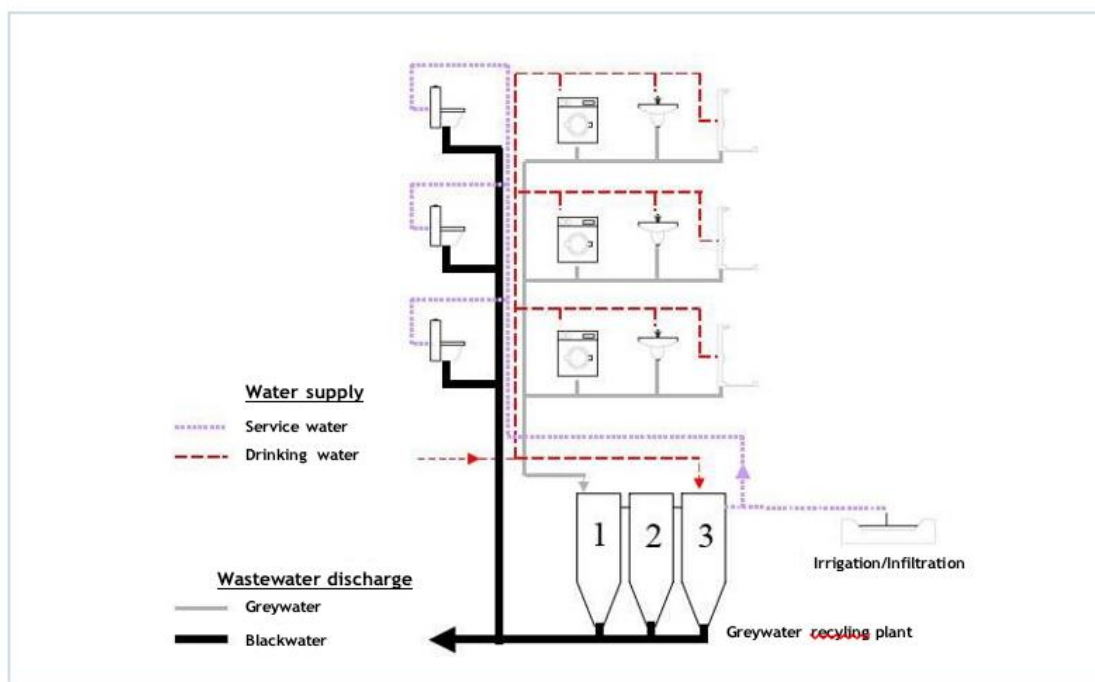 Water supply
Service water
Drinking water
1 2 3
Irrigation/Infiltration
Wastewater discharge
Greywater
Blackwater
Greywater recyling plant